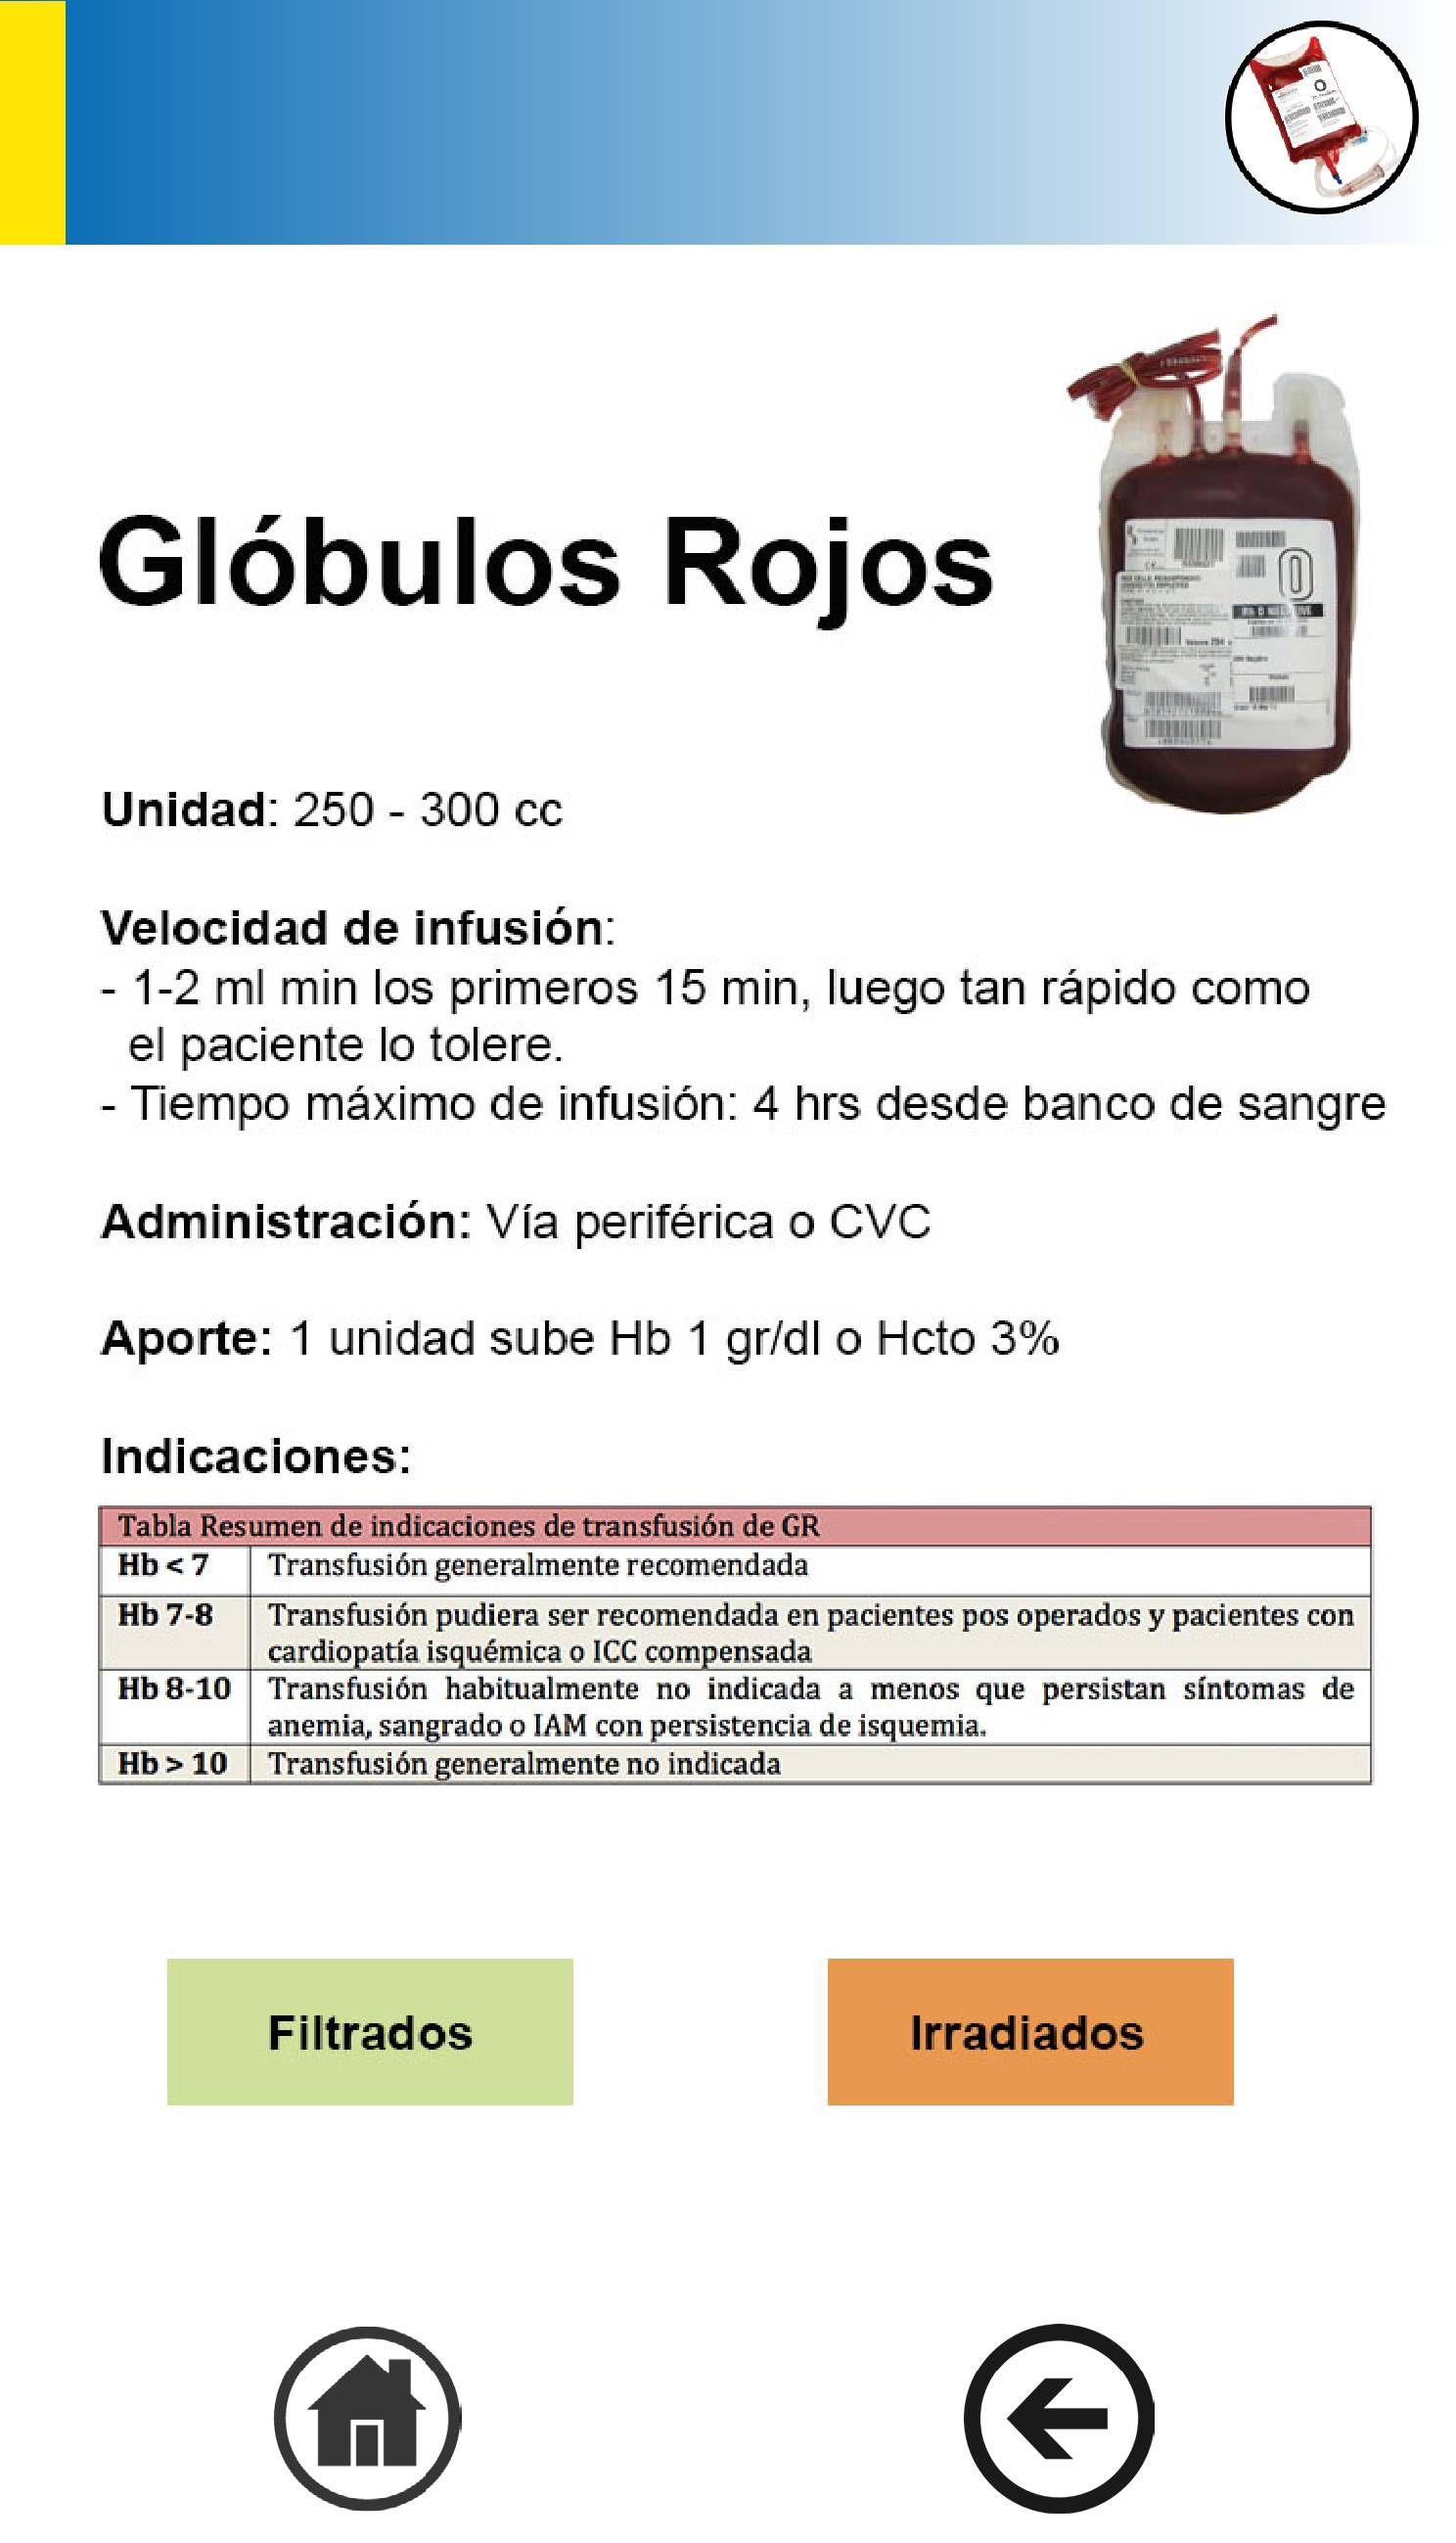 Glóbulos Rojos
Unidad: 250 - 300 cc
Velocidad de infusión:
- 1-2 ml min los primeros 15 min, luego tan rápido como
el paciente lo tolere.
- Tiempo máximo de infusión: 4 hrs desde banco de sangre
Administración: Vía periférica o CVC
Aporte: 1 unidad sube Hb 1 gr/dl o Hcto 3%
Indicaciones:
Tabla Resumen de indicaciones de transfusión de GR
Hb < 7 Transfusión generalmente recomendada
Hb 7-8 Transfusión pudiera ser recomendada en pacientes pos operados y pacientes con
cardiopatía isquémica o ICC compensada
Hb 8-10 Transfusión habitualmente no indicada a menos que persistan síntomas de
anemia, sangrado o IAM con persistencia de isquemia.
Hb > 10 Transfusión generalmente no indicada
Filtrados
Irradiados